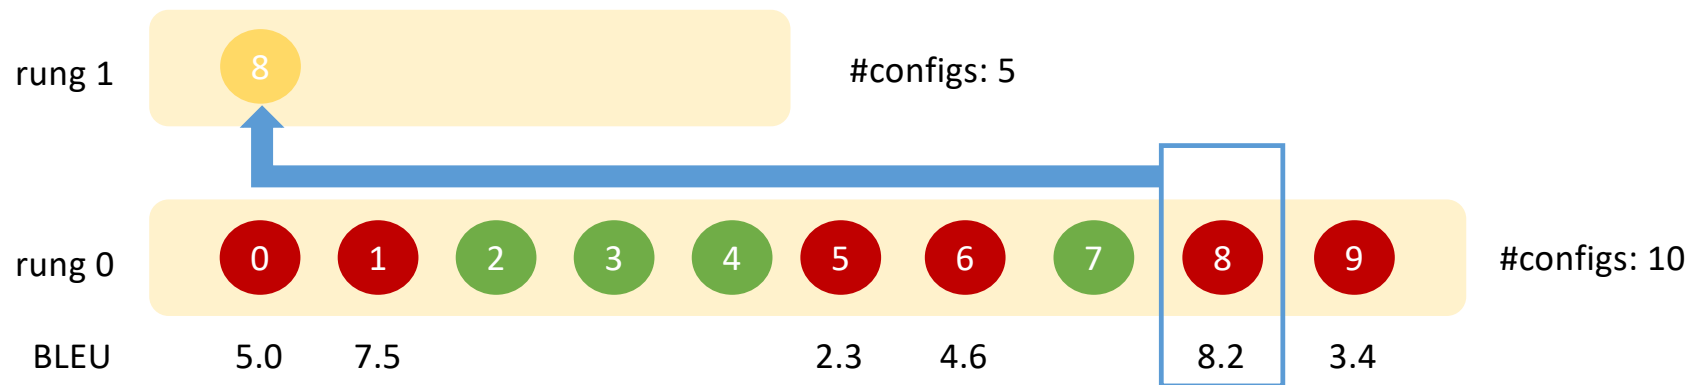 rung 1 8 #configs: 5
rung 0 0 1 2 3 4 5 6 7 8 9 #configs: 10
BLEU 5.0 7.5 2.3 4.6 8.2 3.4